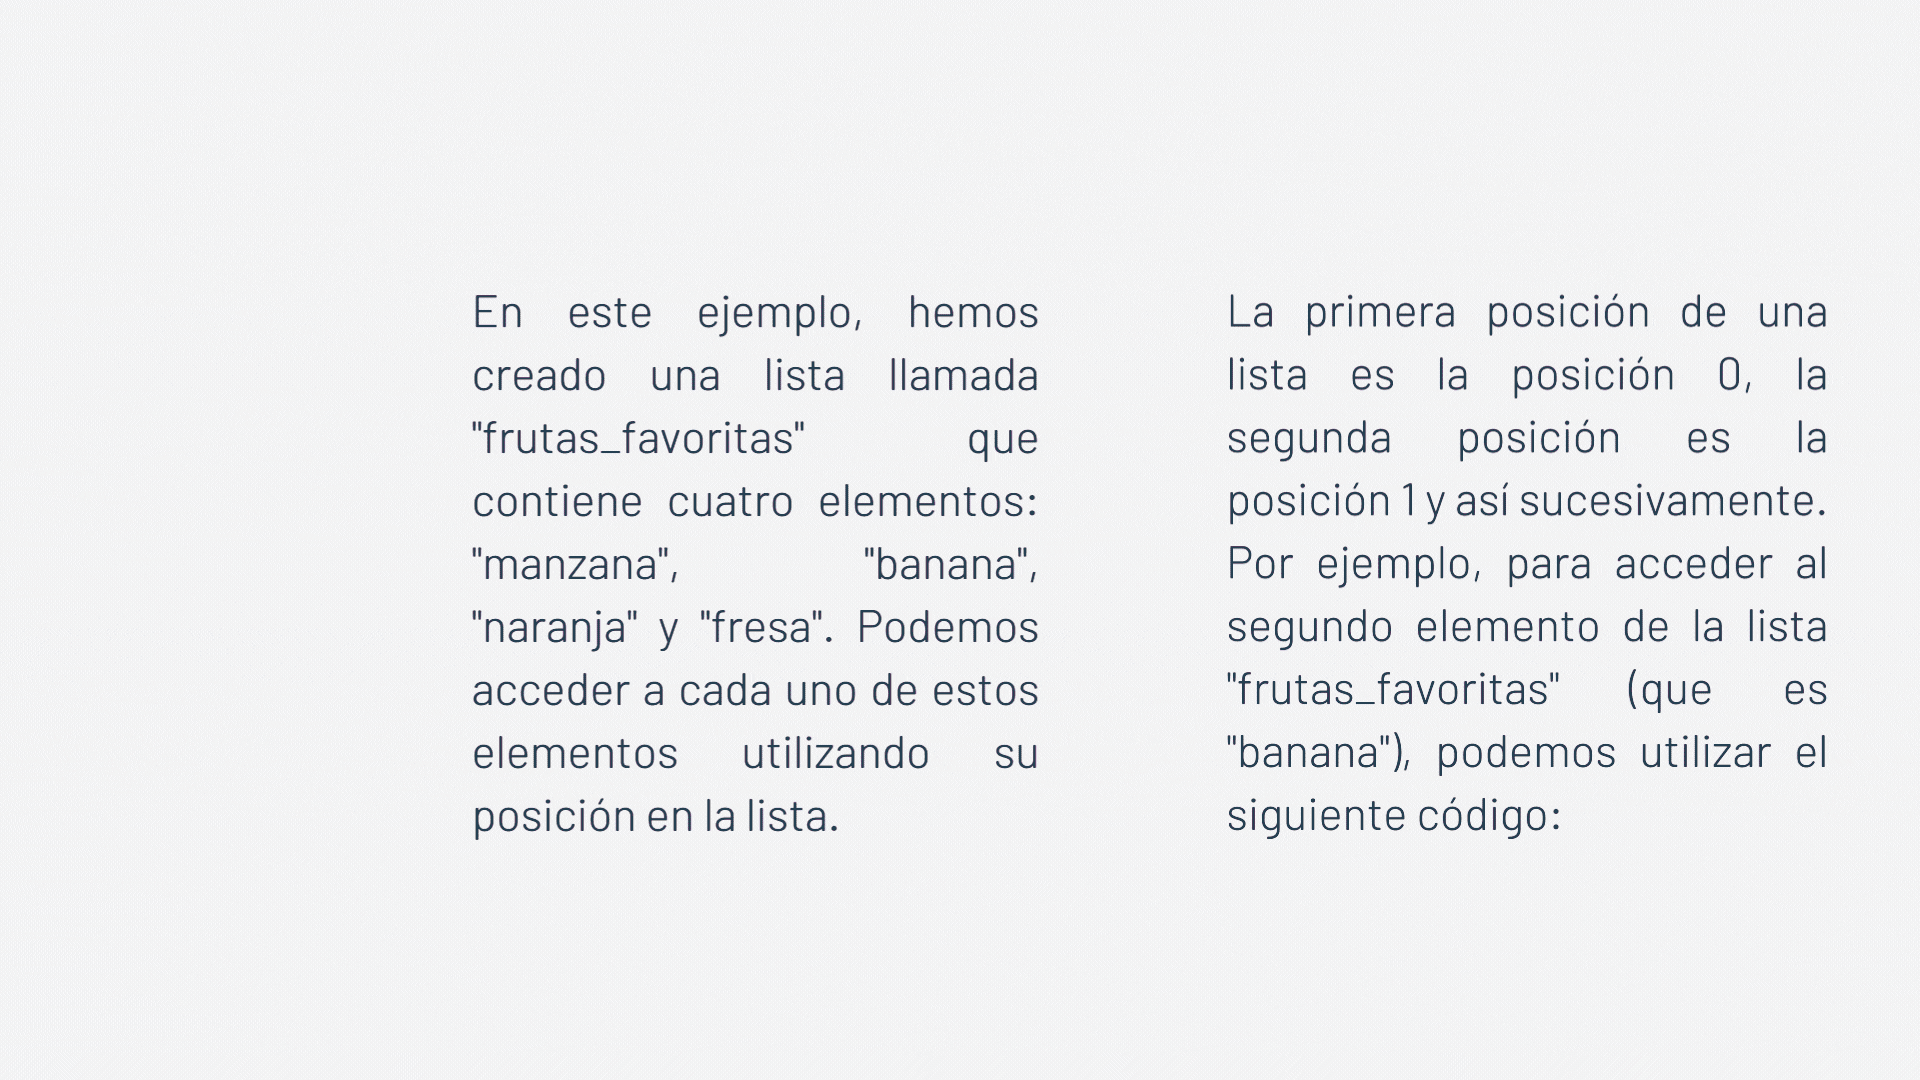 En este ejemplo, hemos
creado una lista llamada
"frutas_favoritas" que
contiene cuatro elementos:
"manzana", "banana",
"naranja" y "fresa". Podemos
acceder a cada uno de estos
elementos utilizando su
posición en la lista.
La primera posición de una
lista es la posición 0, la
segunda posición es la
posición 1 y así sucesivamente.
Por ejemplo, para acceder al
segundo elemento de la lista
"frutas_favoritas" (que es
"banana"), podemos utilizar el
siguiente código: